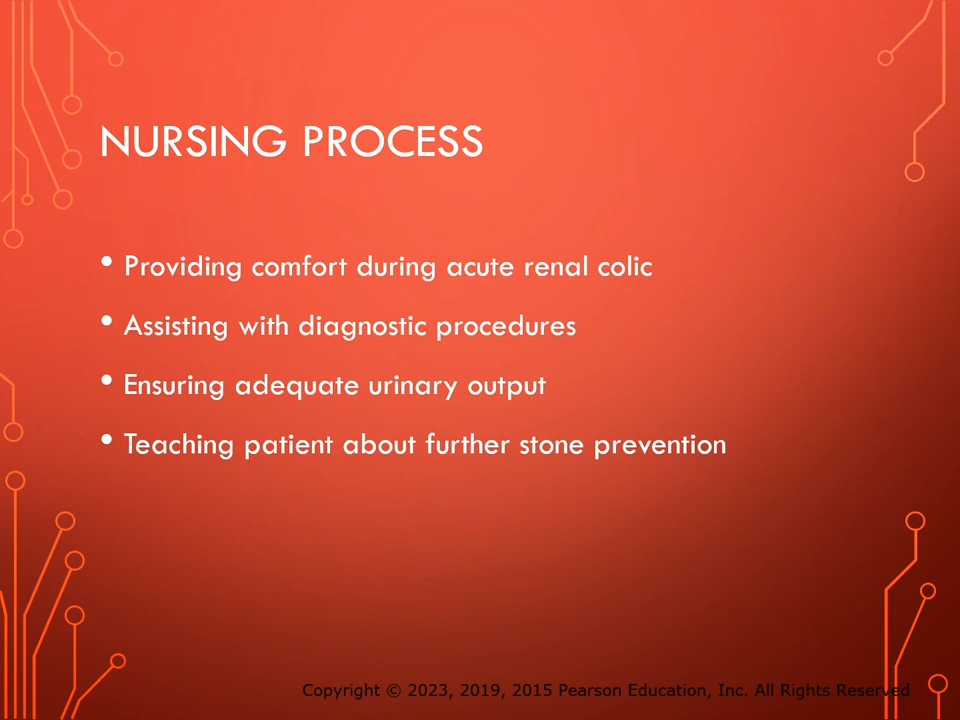 NURSING PROCESS
• Providing comfort during acute renal colic
• Assisting with diagnostic procedures
• Ensuring adequate urinary output
• Teaching patient about further stone prevention
Copyright © 2023, 2019, 2015 Pearson Education, Inc. All Rights Reserved